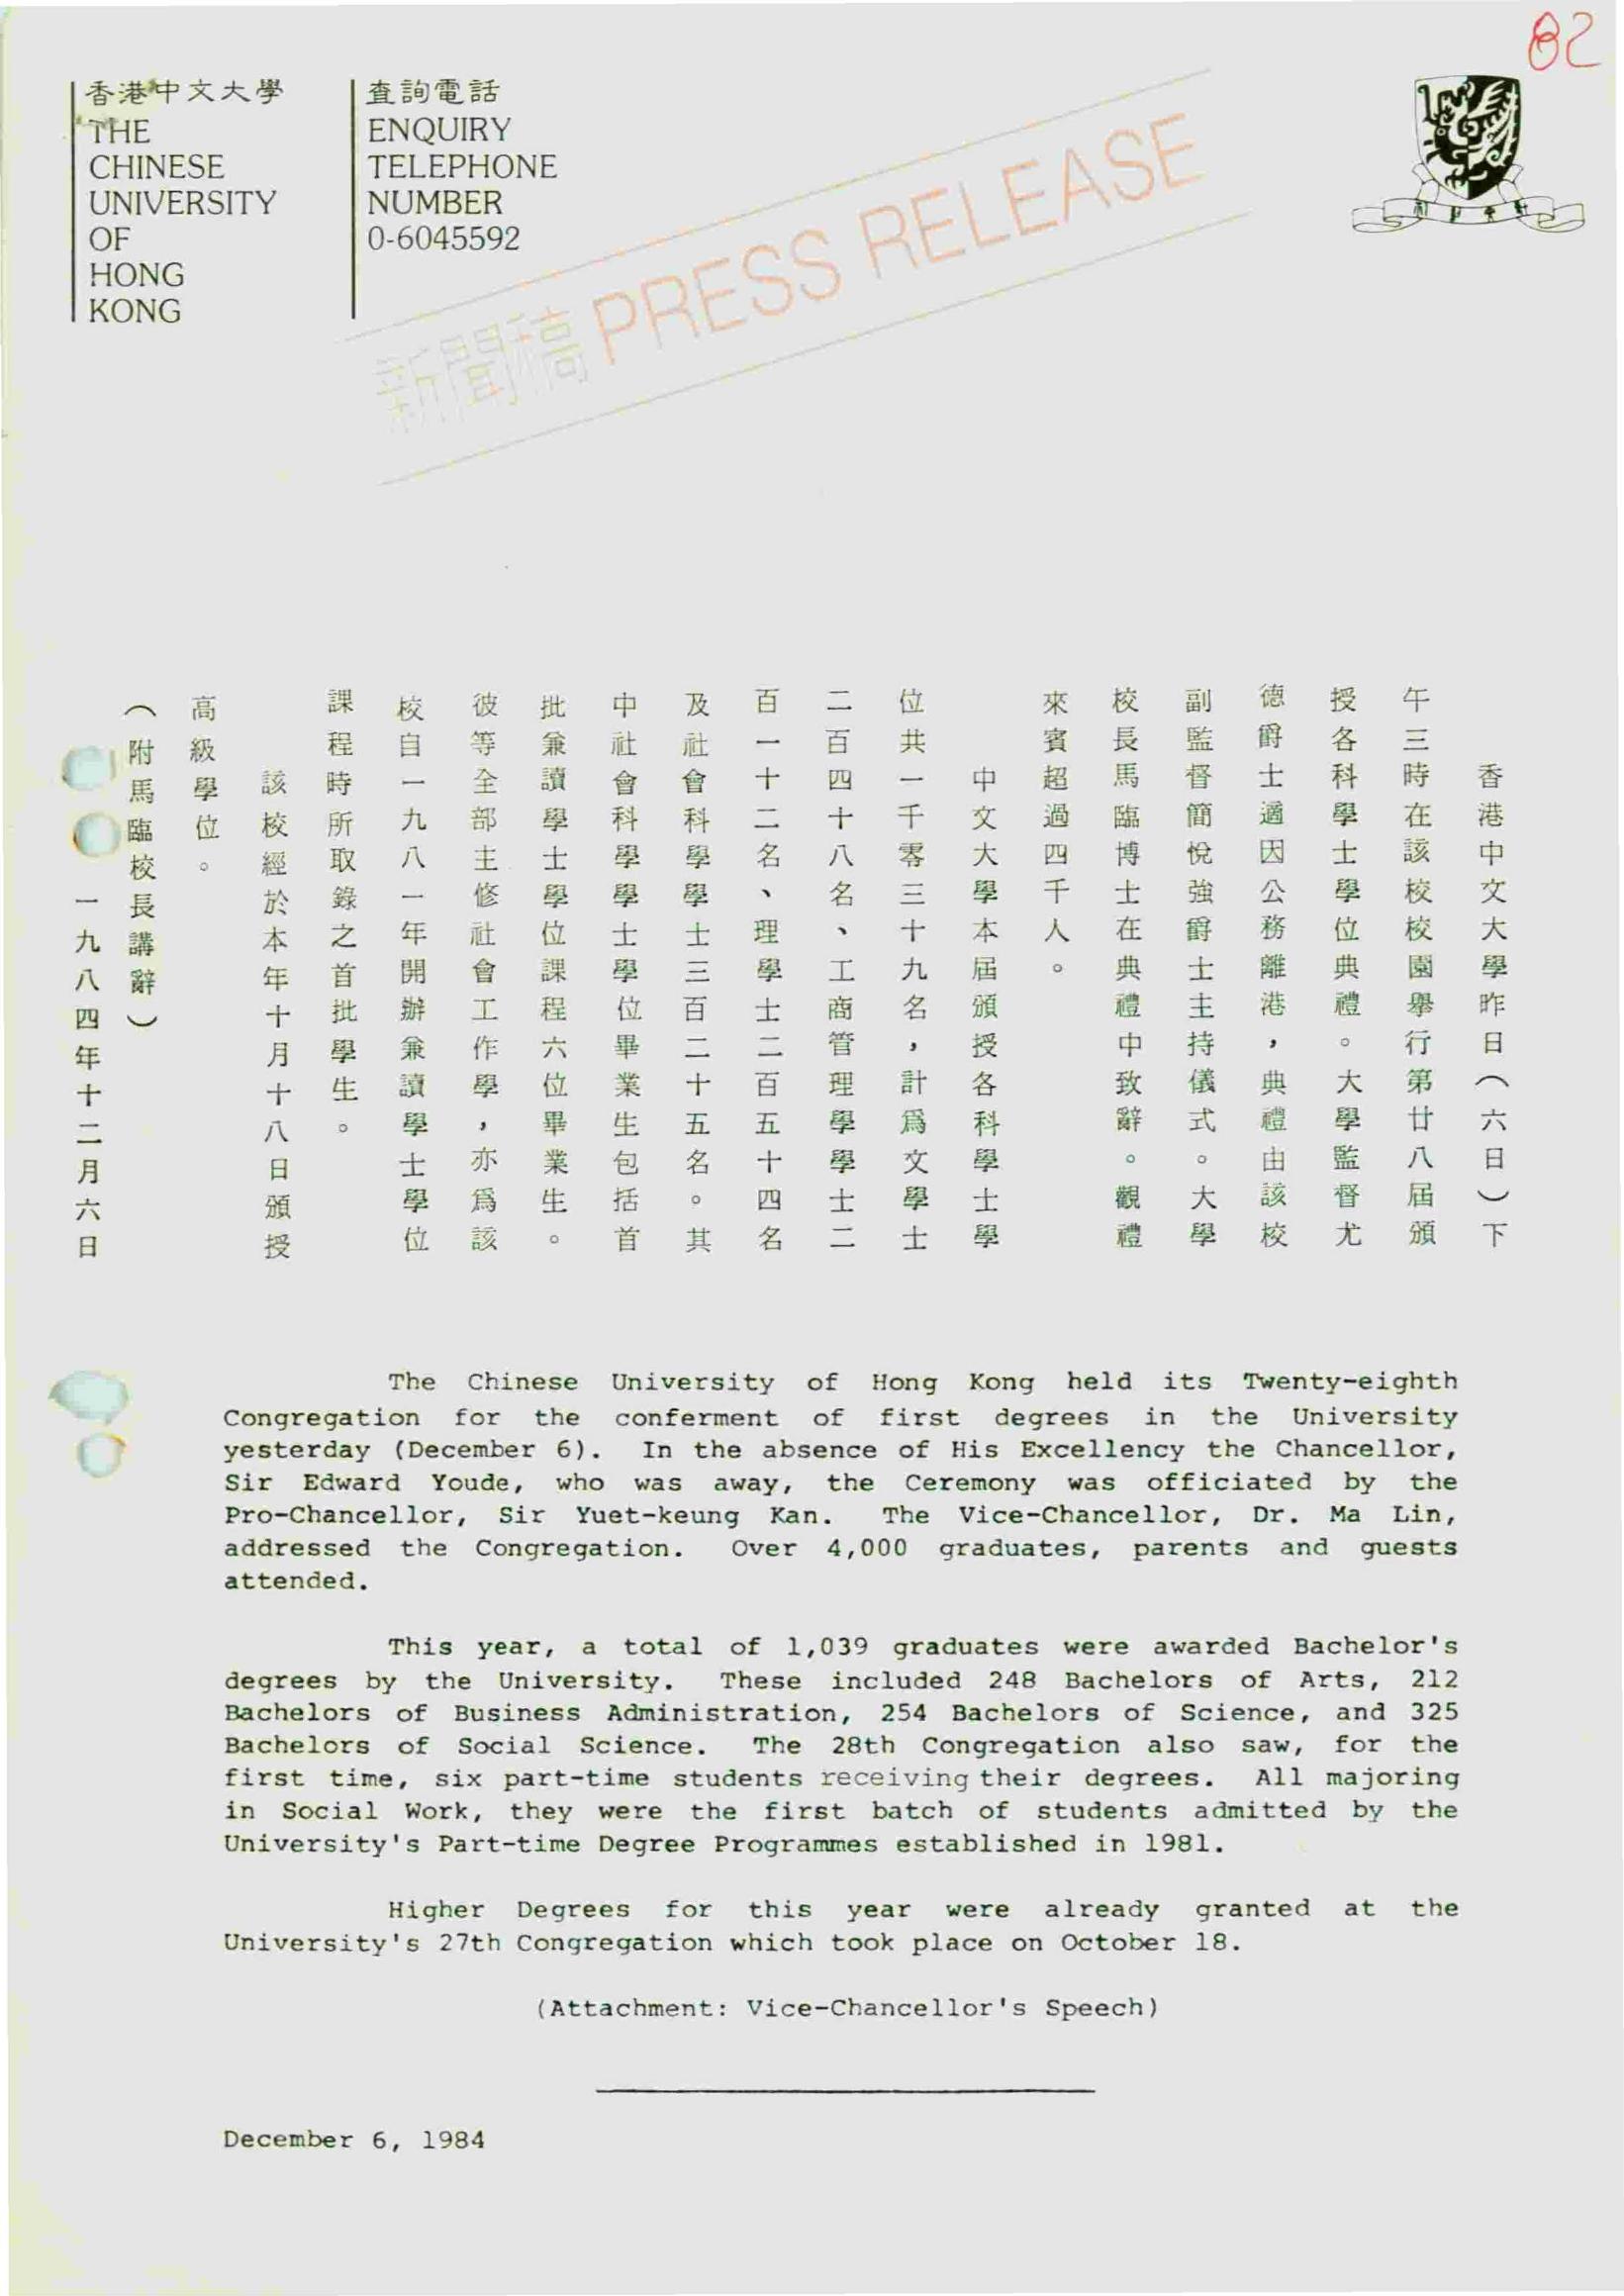 82
香港中文大學
THE
CHINESE
UNIVERSITY
OF
HONG
KONG
查詢電話
ENQUIRY
TELEPHONE
NUMBER
0-6045592
新聞稿 PRESS RELEASE
香港中文大學昨日（六日）下
午三時在該校校園舉行第廿八屆頒
授各科學士學位典禮。大學監督尤
德爵士適因公務離港，典禮由該校
副監督簡悅強爵士主持儀式。大學
校長馬臨博士在典禮中致辭。觀禮
來賓超過四千人。
中文大學本屆頒授各科學士學
位共一千零三十九名，計爲文學士
二百四十八名、工商管理學學士二
百一十二名、理學士二百五十四名
及社會科學學士三百二十五名。其
中社會科學學士學位畢業生包括首
批兼讀學士學位課程六位畢業生。
彼等全部主修社會工作學，亦爲該
校自一九八一年開辦兼讀學士學位
課程時所取錄之首批學生。
該校經於本年十月十八日頒授
高級學位。
（附馬臨校長講辭）
一九八四年十二月六日
The Chinese University of Hong Kong held its Twenty-eighth
Congregation for the conferment of first degrees in the University
yesterday (December 6). In the absence of His Excellency the Chancellor,
Sir Edward Youde, who was away, the Ceremony was officiated by the
Pro-Chancellor, Sir Yuet-keung Kan. The Vice-Chancellor, Dr. Ma Lin,
addressed the Congregation. Over 4,000 graduates, parents and guests
attended.
This year, a total of 1,039 graduates were awarded Bachelor's
degrees by the University. These included 248 Bachelors of Arts, 212
Bachelors of Business Administration, 254 Bachelors of Science, and 325
Bachelors of Social Science. The 28th Congregation also saw, for the
first time, six part-time students receiving their degrees. All majoring
in Social Work, they were the first batch of students admitted by the
University's Part-time Degree Programmes established in 1981.
Higher Degrees for this year were already granted at the
University's 27th Congregation which took place on October 18.
(Attachment: Vice-Chancellor's Speech)
December 6, 1984